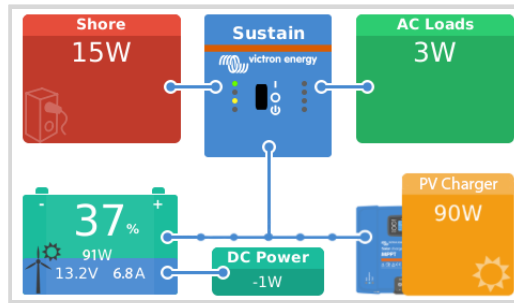 Shore
15W
Sustain
victron energy
AC Loads
3W
37%
91W
13.2V 6.8A
DC Power
-1W
PV Charger
90W
MPPT